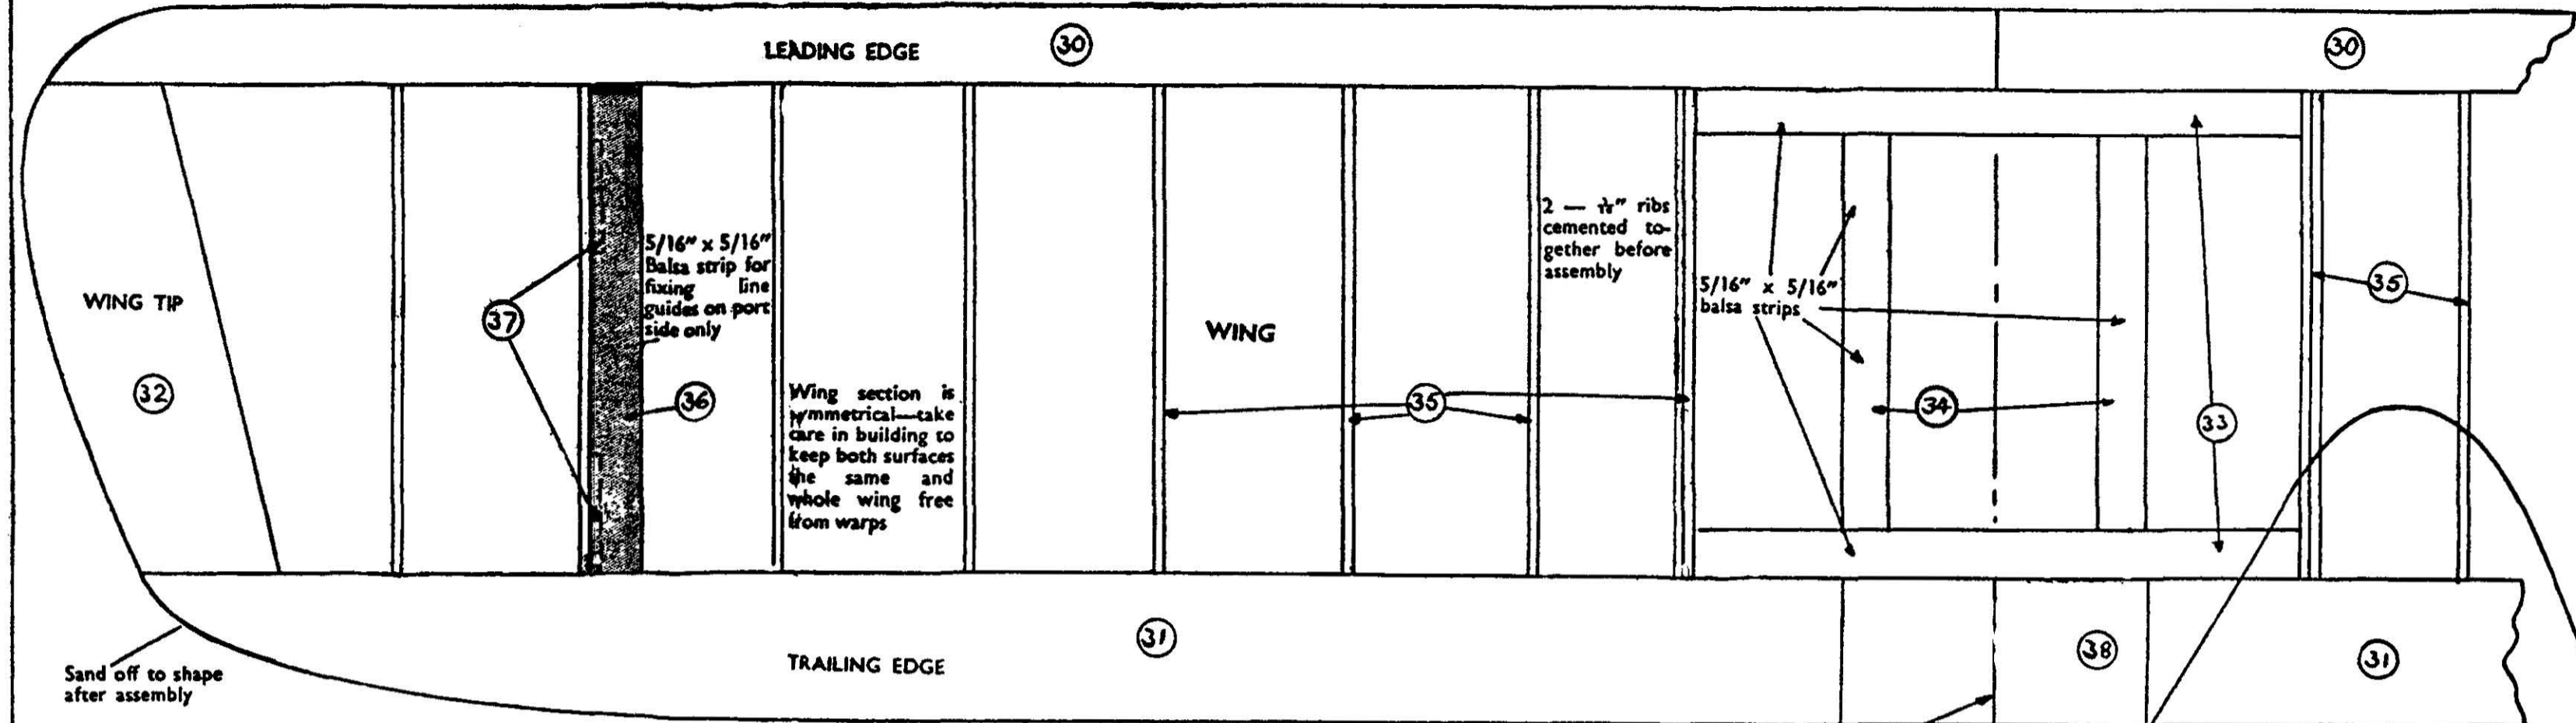 LEADING EDGE
30
30
2 — 1/16" ribs
cemented to-
gether before
assembly
5/16" x 5/16"
Balsa strip for
fixing line
guides on port
side only
5/16" x 5/16"
balsa strips
35
WING TIP
37
WING
32
36
Wing section is
symmetrical—take
care in building to
keep both surfaces
the same and
whole wing free
from warps
35
34
33
31
38
31
TRAILING EDGE
Sand off to shape
after assembly